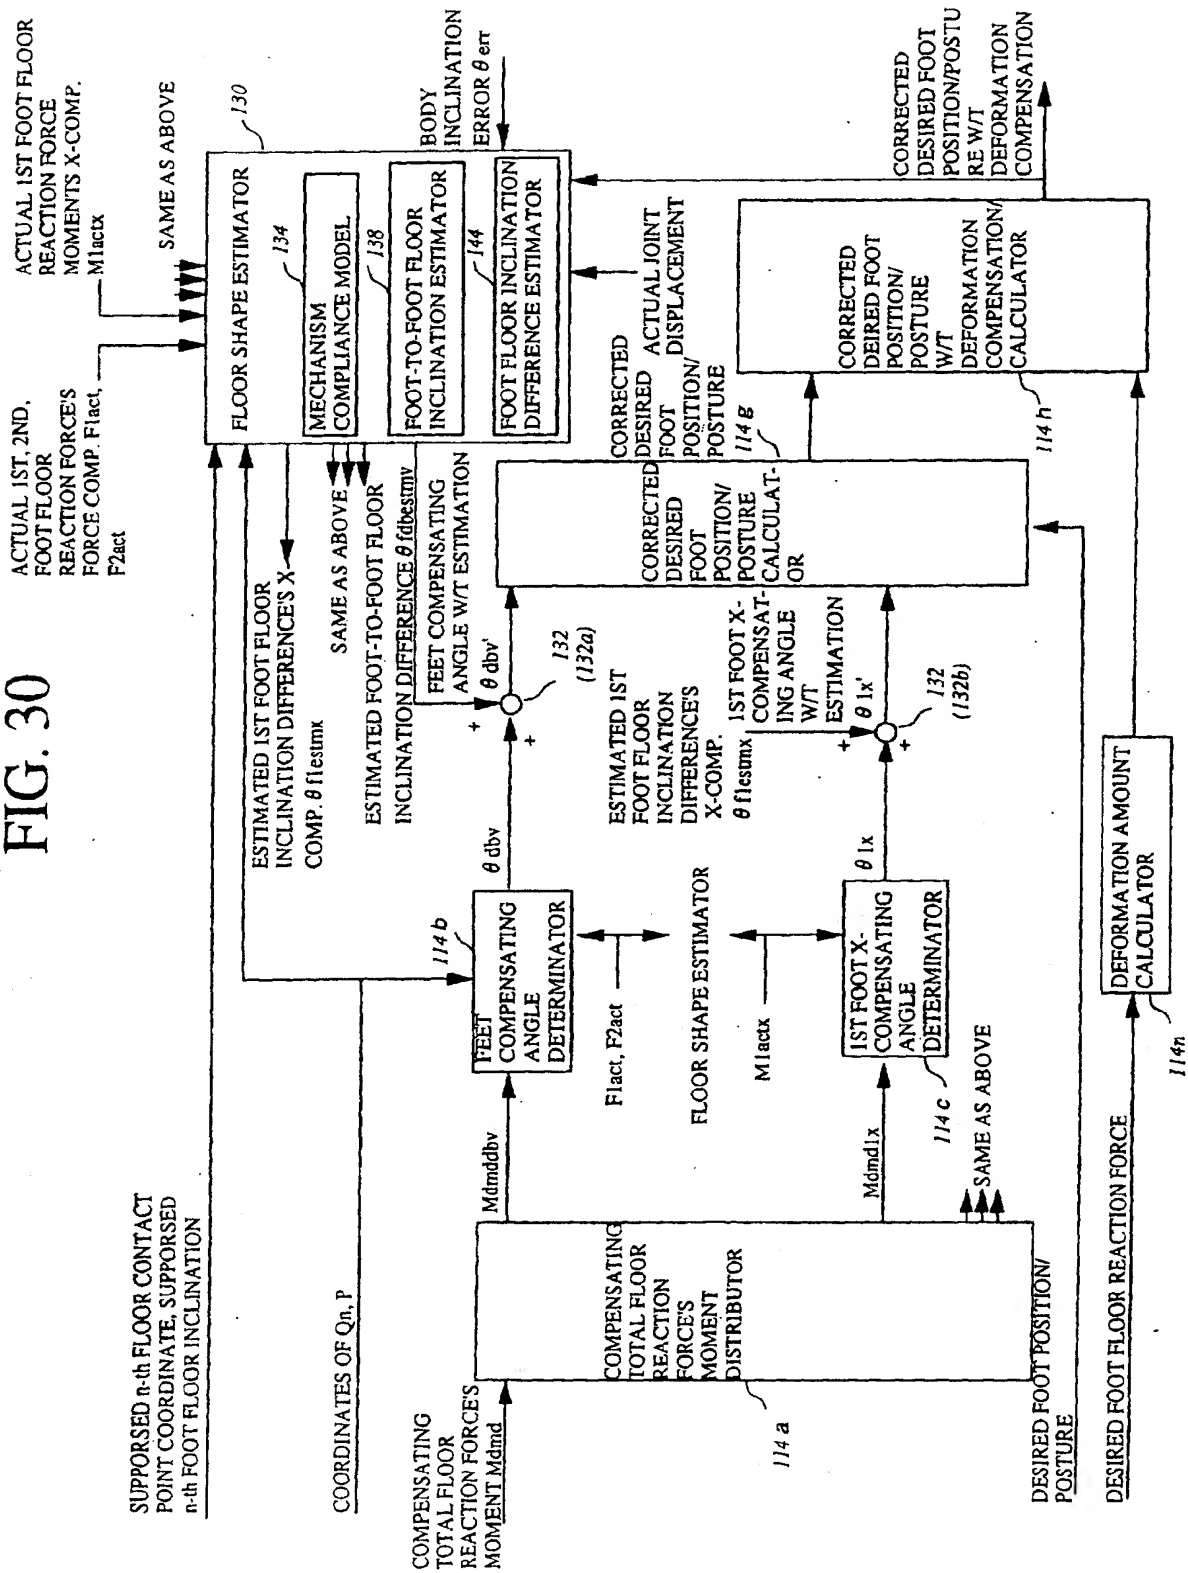 FIG. 30
ACTUAL 1ST, 2ND,
FOOT FLOOR
REACTION FORCE'S
FORCE COMP. F1act,
F2act
ACTUAL 1ST FOOT FLOOR
REACTION FORCE
MOMENTS X-COMP.
M1actx
SAME AS ABOVE
130
FLOOR SHAPE ESTIMATOR
134
MECHANISM
COMPLIANCE MODEL
138
FOOT-TO-FOOT FLOOR
INCLINATION ESTIMATOR
144
FOOT FLOOR INCLINATION
DIFFERENCE ESTIMATOR
BODY
INCLINATION
ERROR θ err
SUPPORSED n-th FLOOR CONTACT
POINT COORDINATE, SUPPORSED
n-th FOOT FLOOR INCLINATION
COORDINATES OF Qn, P
ESTIMATED 1ST FOOT FLOOR
INCLINATION DIFFERENCE'S X
COMP. θ flestmx
SAME AS ABOVE
ESTIMATED FOOT-TO-FOOT FLOOR
INCLINATION DIFFERENCE θ fdbestmv
FEET COMPENSATING
ANGLE W/T ESTIMATION
θ dbv'
132
(132a)
COMPENSATING
TOTAL FLOOR
REACTION FORCE'S
MOMENT Mdmd
COMPENSATING
TOTAL FLOOR
REACTION
FORCE'S
MOMENT
DISTRIBUTOR
114a
Mdmddbv
FEET
COMPENSATING
ANGLE
DETERMINATOR
114b
θ dbv
+
+
F1act, F2act
FLOOR SHAPE ESTIMATOR
M1actx
Mdmd1x
1ST FOOT X-
COMPENSATING
ANGLE
DETERMINATOR
114c
θ 1x
SAME AS ABOVE
ESTIMATED 1ST
FOOT FLOOR
INCLINATION
DIFFERENCE'S
X-COMP.
θ flestmx
1ST FOOT X-
COMPENSAT-
ING ANGLE
W/T
ESTIMATION
θ 1x'
+
+
132
(132b)
CORRECTED
DESIRED
FOOT
POSITION/
POSTURE
CALCULAT-
OR
114g
CORRECTED
DESIRED
FOOT
POSITION/
POSTURE
ACTUAL JOINT
DISPLACEMENT
CORRECTED
DEIRED FOOT
POSITION/
POSTURE
W/T
DEFORMATION
COMPENSATION/
CALCULATOR
114h
CORRECTED
DESIRED FOOT
POSITION/POSTU
RE W/T
DEFORMATION
COMPENSATION
DESIRED FOOT POSITION/
POSTURE
DESIRED FOOT FLOOR REACTION FORCE
DEFORMATION AMOUNT
CALCULATOR
114n